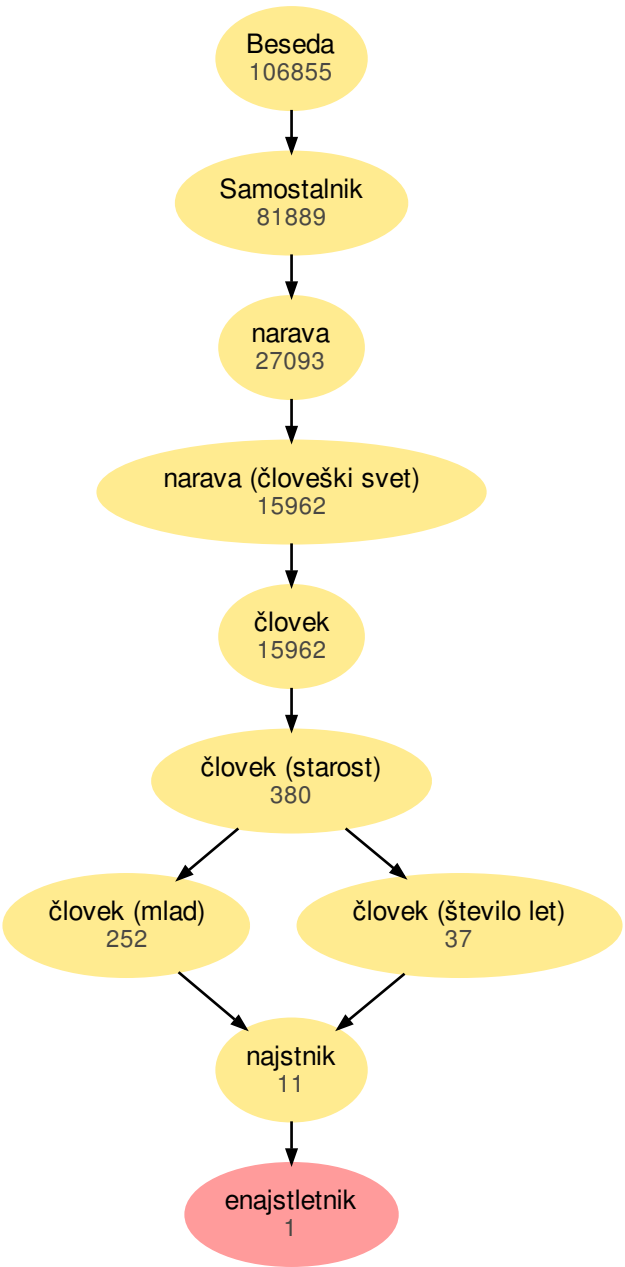 Beseda
106855
Samostalnik
81889
narava
27093
narava (človeški svet)
15962
človek
15962
človek (starost)
380
človek (mlad)
252
človek (število let)
37
najstnik
11
enajstletnik
1